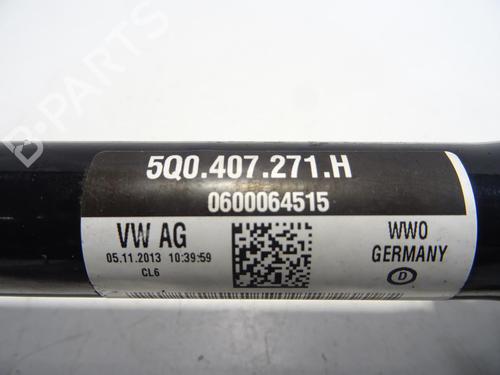 5Q0.407.271.H
0600064515
VW AG
05.11.2013 10:39:59
CL6
WWO
GERMANY
D
B-PARTS